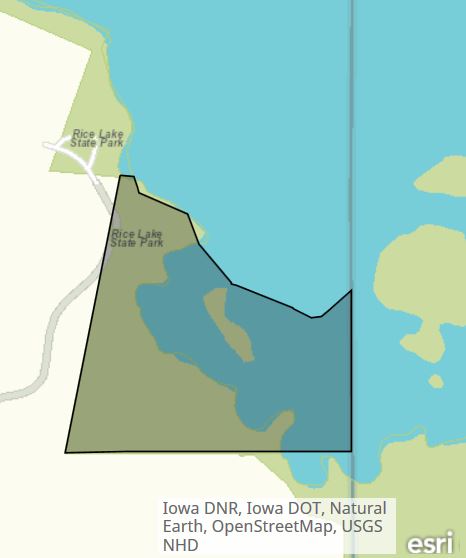 Rice Lake
State Park
Rice Lake
State Park
Iowa DNR, Iowa DOT, Natural
Earth, OpenStreetMap, USGS
NHD
esri